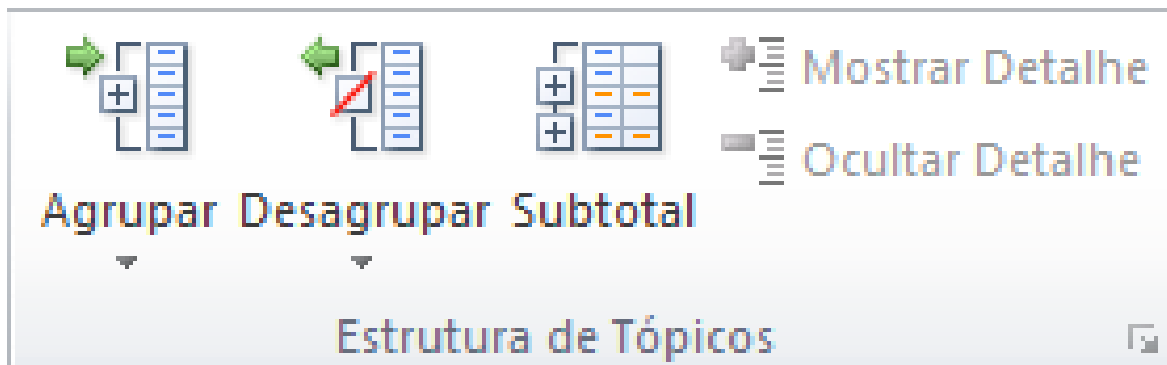 Mostrar Detalhe
Ocultar Detalhe
Agrupar Desagrupar Subtotal
Estrutura de Tópicos